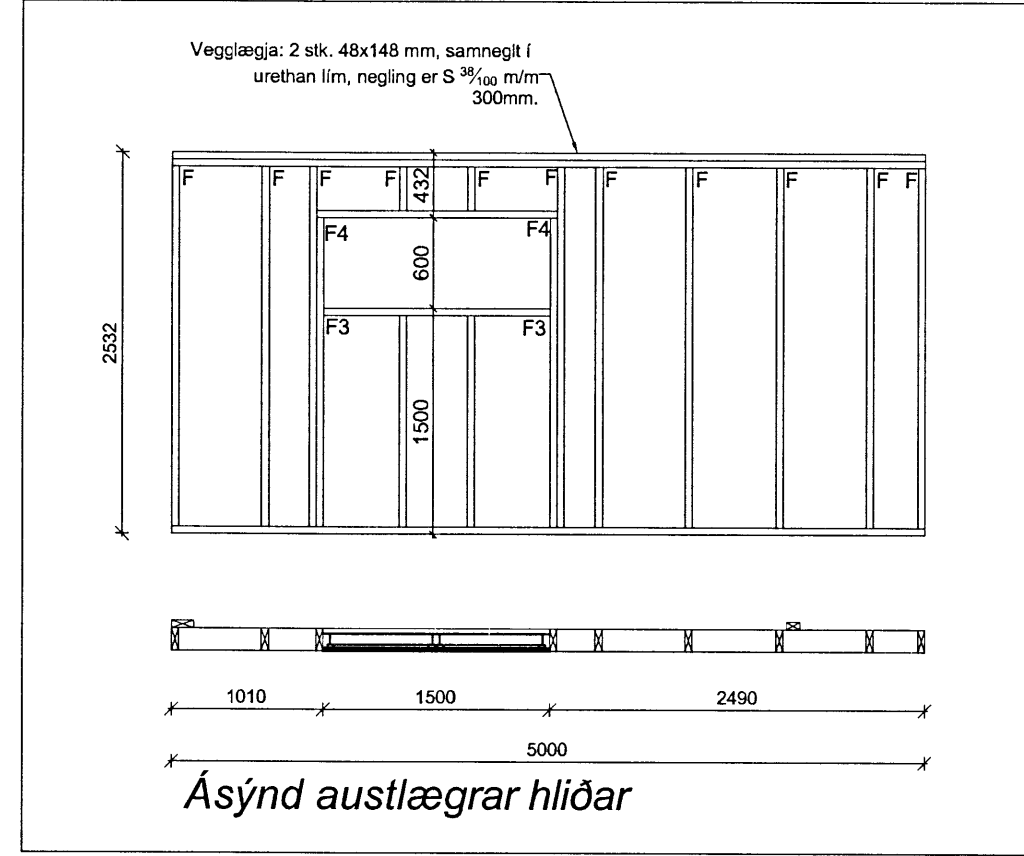 Vegglægja: 2 stk. 48x148 mm, samneglt í
urethan lím, negling er S 38/100 m/m
300mm.
F F F F F F F F F F F
432
F4 F4
600
F3 F3
2532
1500
1010 1500 2490
5000
Ásýnd austlægrar hliðar